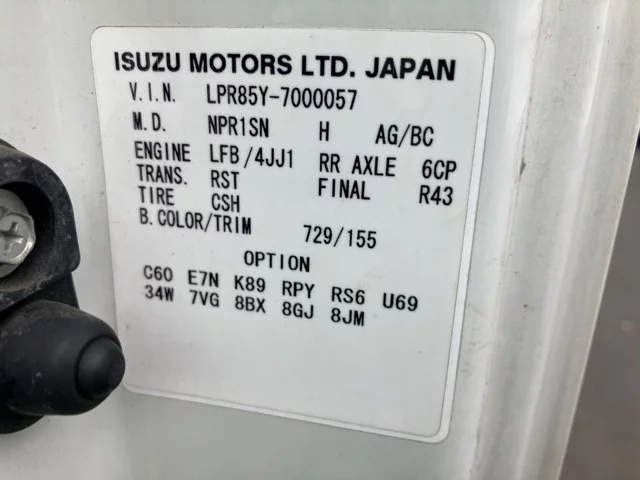 ISUZU MOTORS LTD. JAPAN
V.I.N. LPR85Y-7000057
M.D. NPR1SN H AG/BC
ENGINE LFB/4JJ1 RR AXLE 6CP
TRANS. RST FINAL R43
TIRE CSH
B.COLOR/TRIM 729/155
OPTION
C60 E7N K89 RPY RS6 U69
34W 7VG 8BX 8GJ 8JM